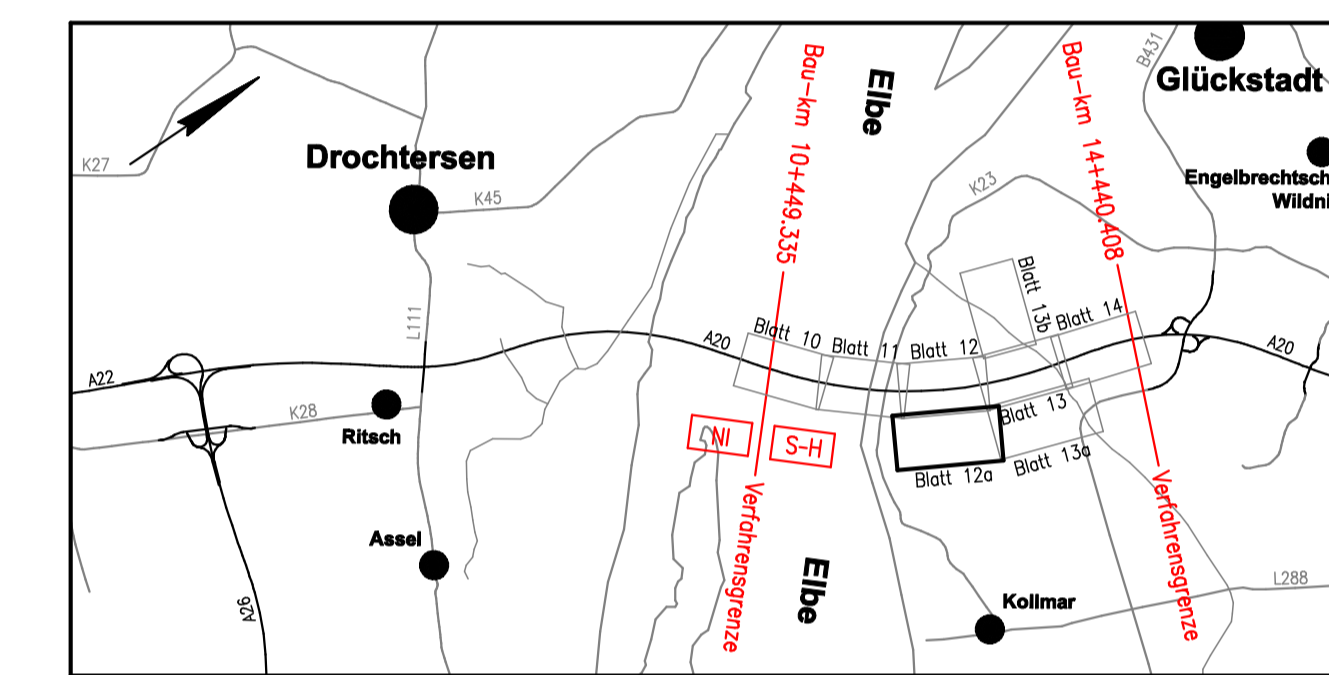 Bau-km 10+449.335
Elbe
Bau-km 14+440.408
B431
Glückstadt
K27
Drochtersen
K45
K23
Engelbrechtsch
Wildni
L111
A20
Blatt 10
Blatt 11
Blatt 12
Blatt 13b
Blatt 14
A20
A22
K28
Ritsch
NI
S-H
Blatt 13
Blatt 12a
Blatt 13a
Verfahrensgrenze
Verfahrensgrenze
Assel
Elbe
A26
Kollmar
L288